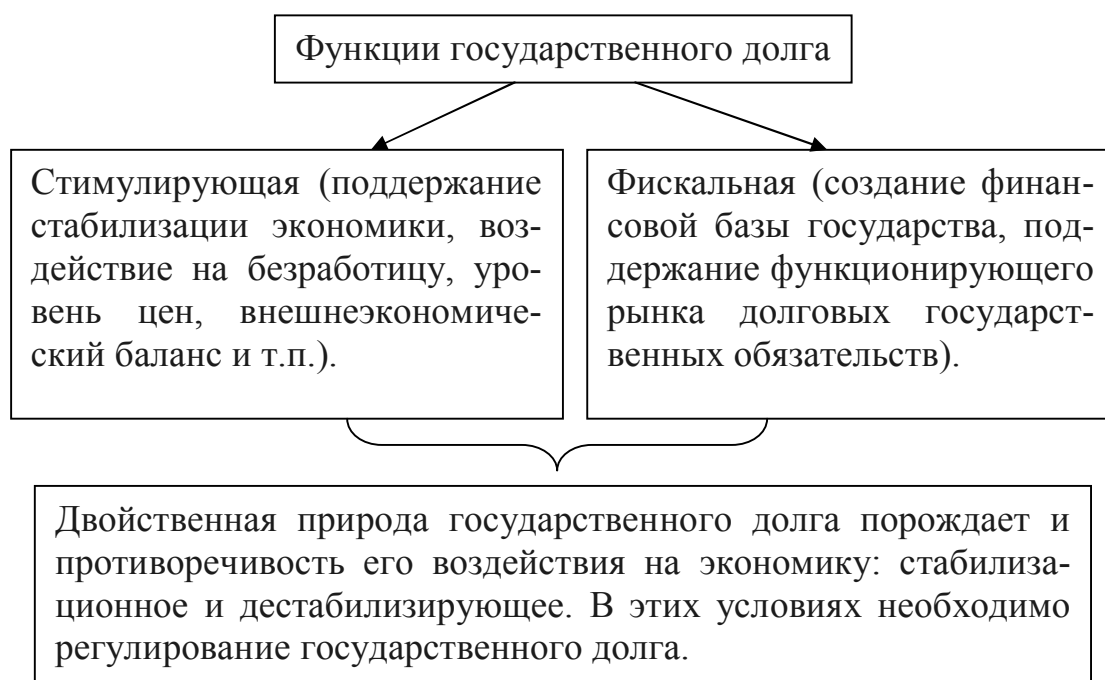 Функции государственного долга
Стимулирующая (поддержание
стабилизации экономики, воз-
действие на безработицу, уро-
вень цен, внешнеэкономиче-
ский баланс и т.п.).
Фискальная (создание финан-
совой базы государства, под-
держание функционирующего
рынка долговых государст-
венных обязательств).
Двойственная природа государственного долга порождает и
противоречивость его воздействия на экономику: стабилиза-
ционное и дестабилизирующее. В этих условиях необходимо
регулирование государственного долга.